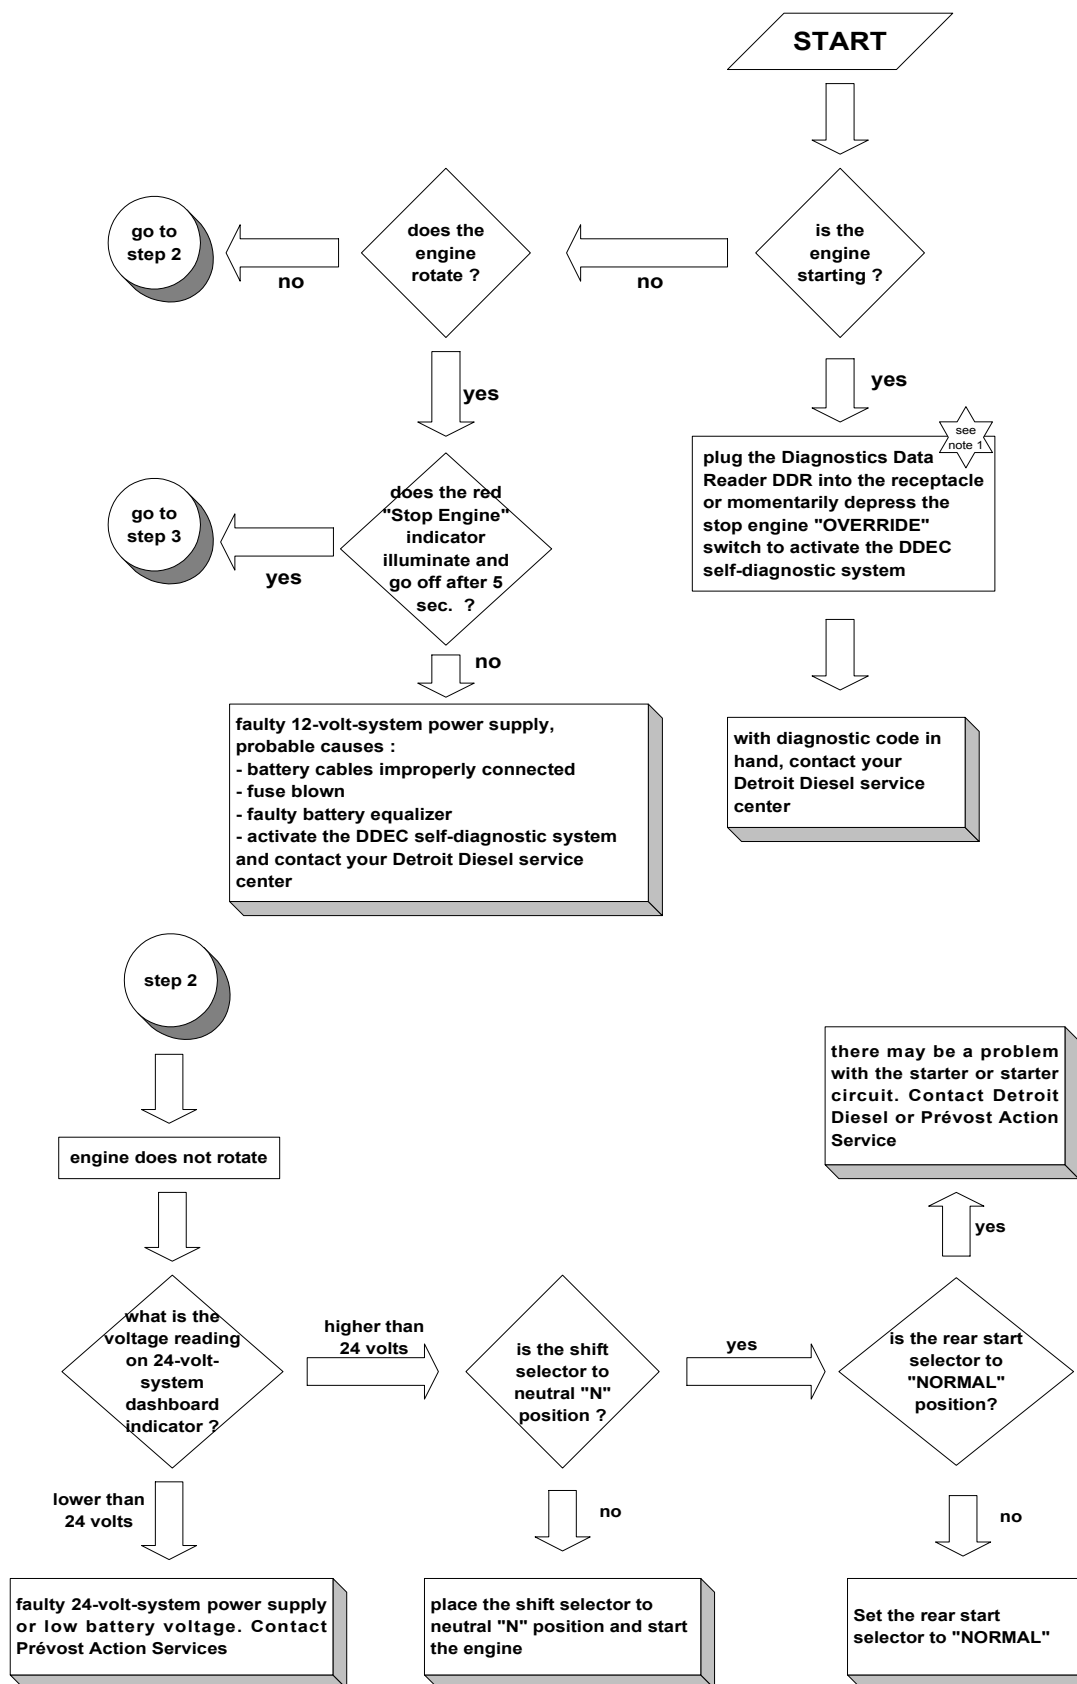 START
is the
engine
starting ?
no
does the
engine
rotate ?
no
go to
step 2
yes
yes
see
note 1
plug the Diagnostics Data
Reader DDR into the receptacle
or momentarily depress the
stop engine "OVERRIDE"
switch to activate the DDEC
self-diagnostic system
does the red
"Stop Engine"
indicator
illuminate and
go off after 5
sec. ?
yes
go to
step 3
no
faulty 12-volt-system power supply,
probable causes :
- battery cables improperly connected
- fuse blown
- faulty battery equalizer
- activate the DDEC self-diagnostic system
and contact your Detroit Diesel service
center
with diagnostic code in
hand, contact your
Detroit Diesel service
center
step 2
engine does not rotate
what is the
voltage reading
on 24-volt-
system
dashboard
indicator ?
higher than
24 volts
is the shift
selector to
neutral "N"
position ?
yes
is the rear start
selector to
"NORMAL"
position?
yes
there may be a problem
with the starter or starter
circuit. Contact Detroit
Diesel or Prévost Action
Service
lower than
24 volts
no
no
faulty 24-volt-system power supply
or low battery voltage. Contact
Prévost Action Services
place the shift selector to
neutral "N" position and start
the engine
Set the rear start
selector to "NORMAL"